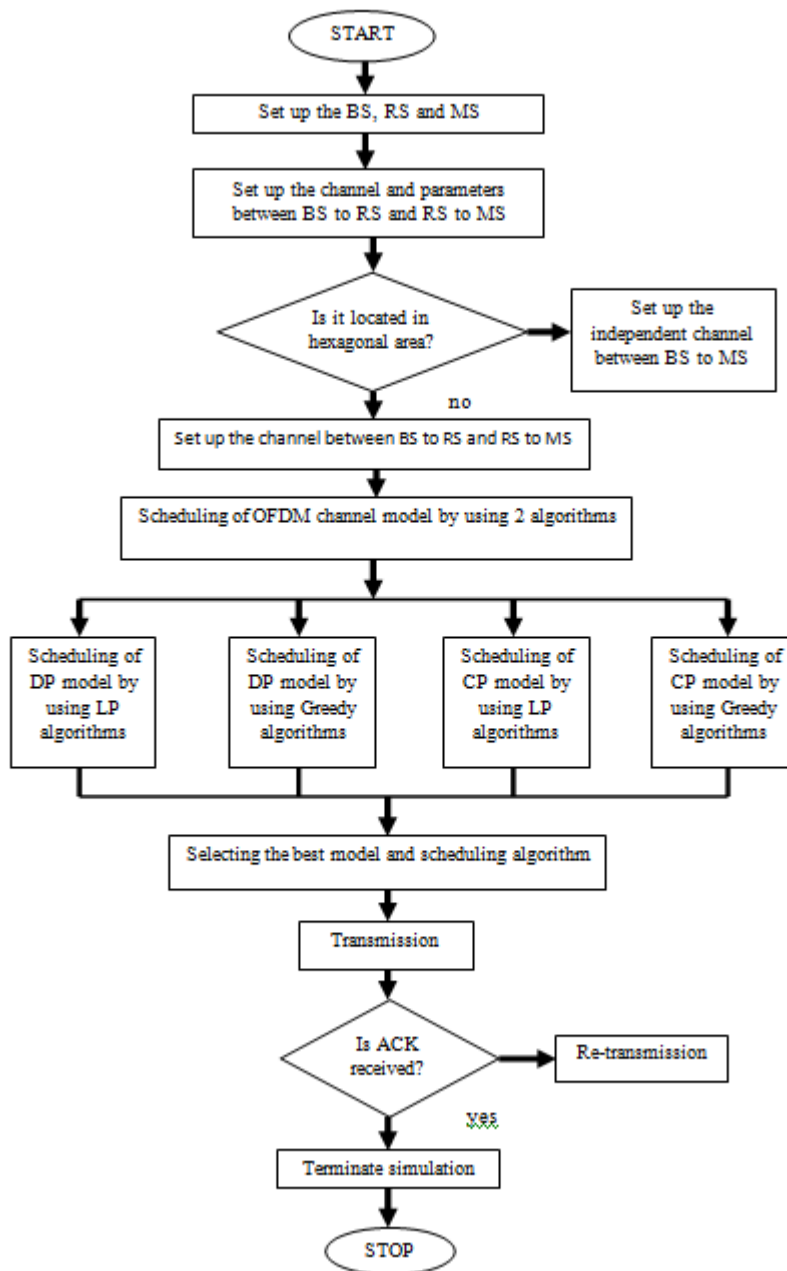 START
Set up the BS, RS and MS
Set up the channel and parameters
between BS to RS and RS to MS
Is it located in
hexagonal area?
Set up the
independent channel
between BS to MS
no
Set up the channel between BS to RS and RS to MS
Scheduling of OFDM channel model by using 2 algorithms
Scheduling of
DP model by
using LP
algorithms
Scheduling of
DP model by
using Greedy
algorithms
Scheduling of
CP model by
using LP
algorithms
Scheduling of
CP model by
using Greedy
algorithms
Selecting the best model and scheduling algorithm
Transmission
Is ACK
received?
Re-transmission
yes
Terminate simulation
STOP